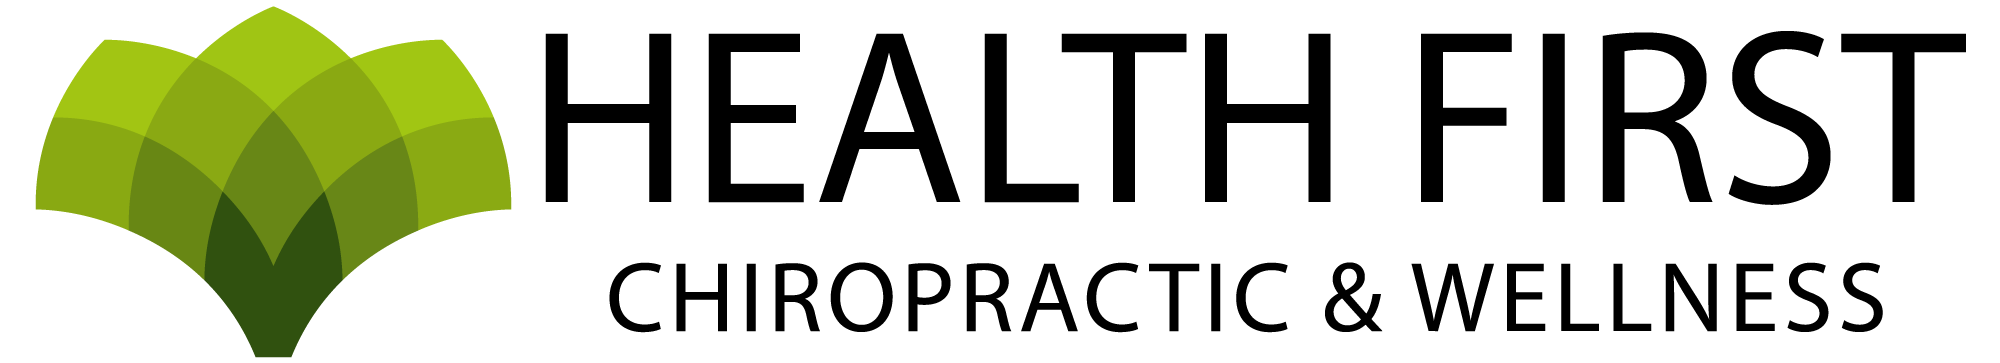 HEALTH FIRST
CHIROPRACTIC & WELLNESS